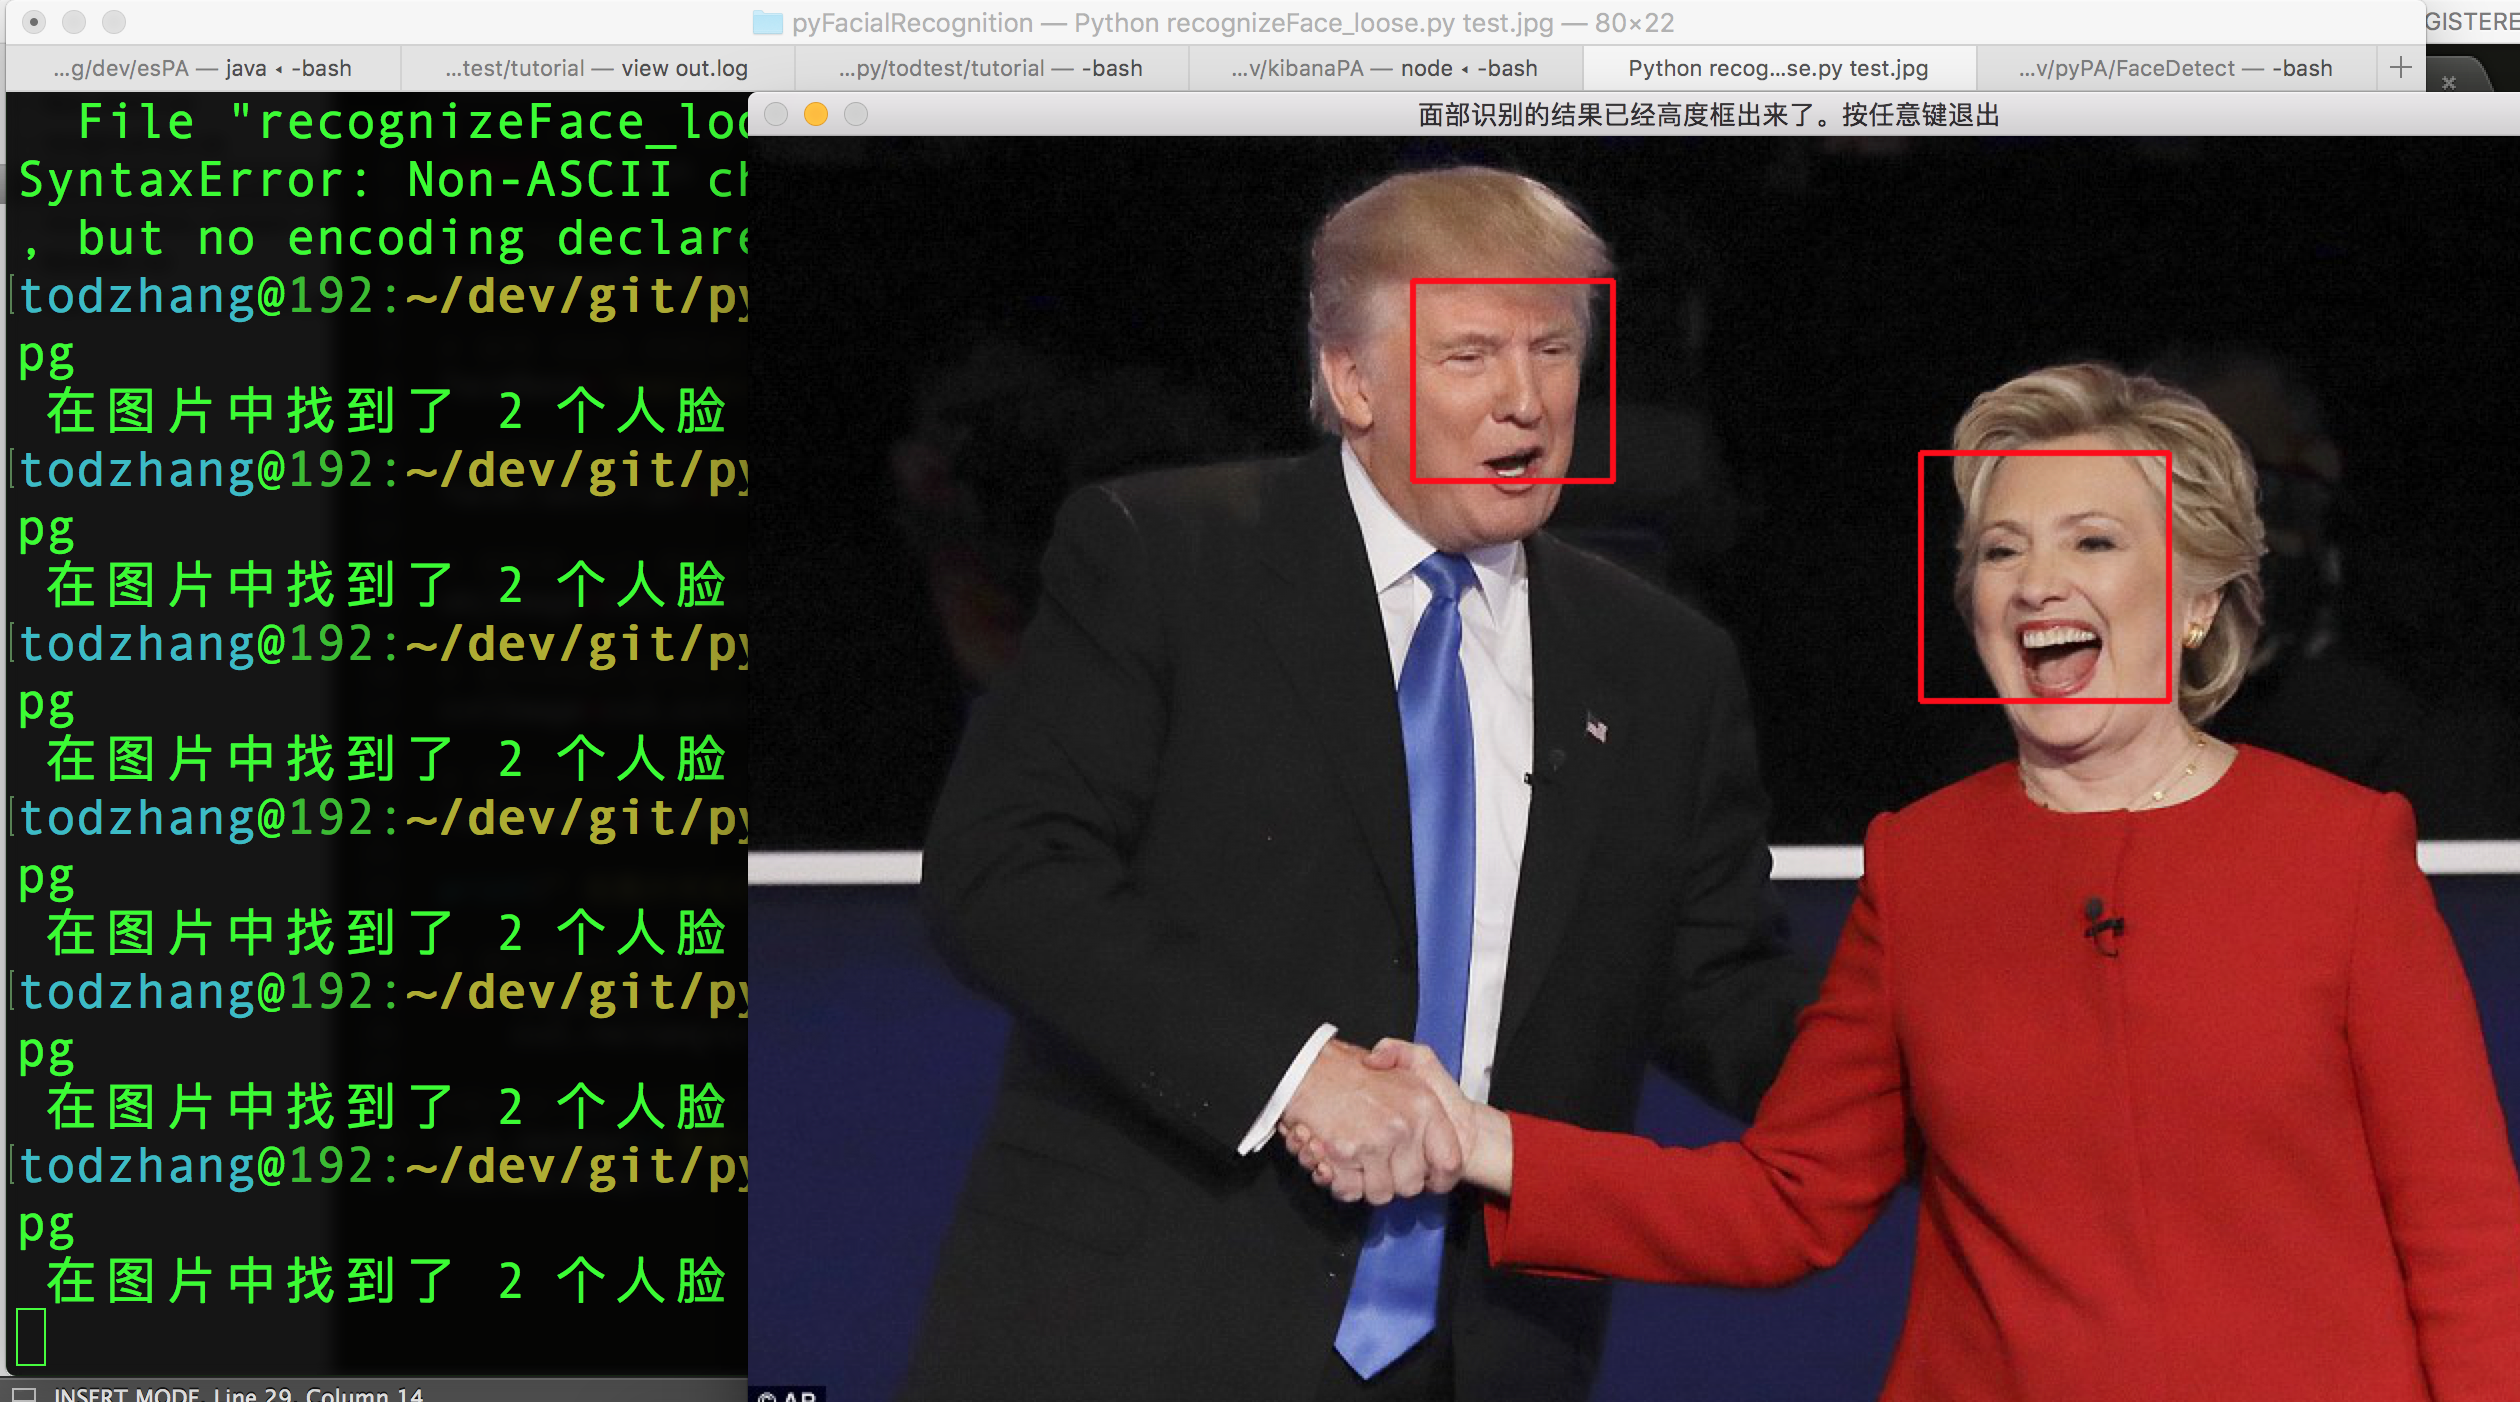 pyFacialRecognition — Python recognizeFace_loose.py test.jpg — 80×22
GISTERE
...g/dev/esPA — java ◂ -bash
...test/tutorial — view out.log
...py/todtest/tutorial — -bash
...v/kibanaPA — node ◂ -bash
Python recog...se.py test.jpg
...v/pyPA/FaceDetect — -bash
面部识别的结果已经高度框出来了。按任意键退出
File "recognizeFace_loo
SyntaxError: Non-ASCII ch
, but no encoding declare
todzhang@192:~/dev/git/py
pg
在图片中找到了 2 个人脸
todzhang@192:~/dev/git/py
pg
在图片中找到了 2 个人脸
todzhang@192:~/dev/git/py
pg
在图片中找到了 2 个人脸
todzhang@192:~/dev/git/py
pg
在图片中找到了 2 个人脸
todzhang@192:~/dev/git/py
pg
在图片中找到了 2 个人脸
todzhang@192:~/dev/git/py
pg
在图片中找到了 2 个人脸
INSERT MODE, Line 29, Column 14
© AP